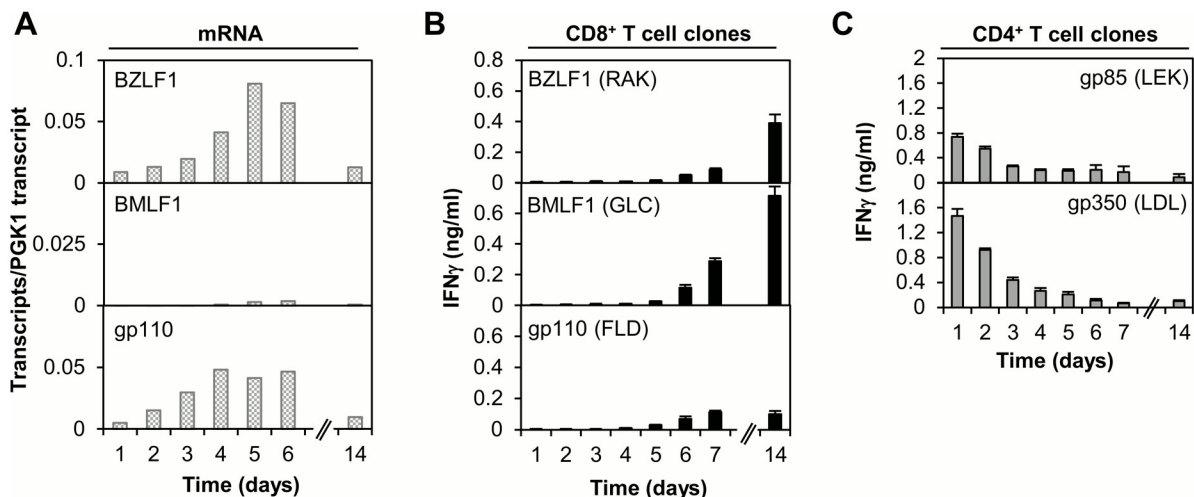 A
mRNA
Transcripts/PGK1 transcript
0.1
BZLF1
0.05
0
BMLF1
0.025
0
gp110
0.05
0
1 2 3 4 5 6 14
Time (days)
B
CD8⁺ T cell clones
IFNγ (ng/ml)
0.8
BZLF1 (RAK)
0.6
0.4
0.2
0
BMLF1 (GLC)
0.6
0.4
0.2
0
gp110 (FLD)
0.6
0.4
0.2
0
1 2 3 4 5 6 7 14
Time (days)
C
CD4⁺ T cell clones
IFNγ (ng/ml)
2
gp85 (LEK)
1.6
1.2
0.8
0.4
0
gp350 (LDL)
1.6
1.2
0.8
0.4
0
1 2 3 4 5 6 7 14
Time (days)